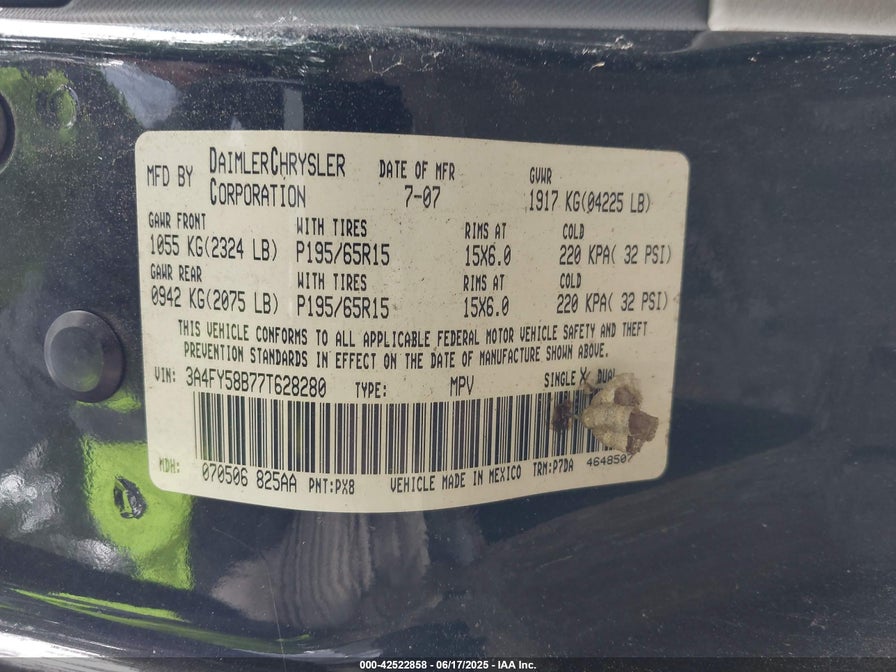 MFD BY DAIMLERCHRYSLER CORPORATION DATE OF MFR 7-07 GVWR 1917 KG(04225 LB)
GAWR FRONT WITH TIRES RIMS AT COLD
1055 KG(2324 LB) P195/65R15 15X6.0 220 KPA( 32 PSI)
GAWR REAR WITH TIRES RIMS AT COLD
0942 KG(2075 LB) P195/65R15 15X6.0 220 KPA( 32 PSI)
THIS VEHICLE CONFORMS TO ALL APPLICABLE FEDERAL MOTOR VEHICLE SAFETY AND THEFT
PREVENTION STANDARDS IN EFFECT ON THE DATE OF MANUFACTURE SHOWN ABOVE.
VIN: 3A4FY58B77T628280 TYPE: MPV SINGLE X DUAL
MDH: 070506 825AA PNT:PX8 VEHICLE MADE IN MEXICO TRM:P7DA 4648507
000-42522858 - 06/17/2025 - IAA Inc.